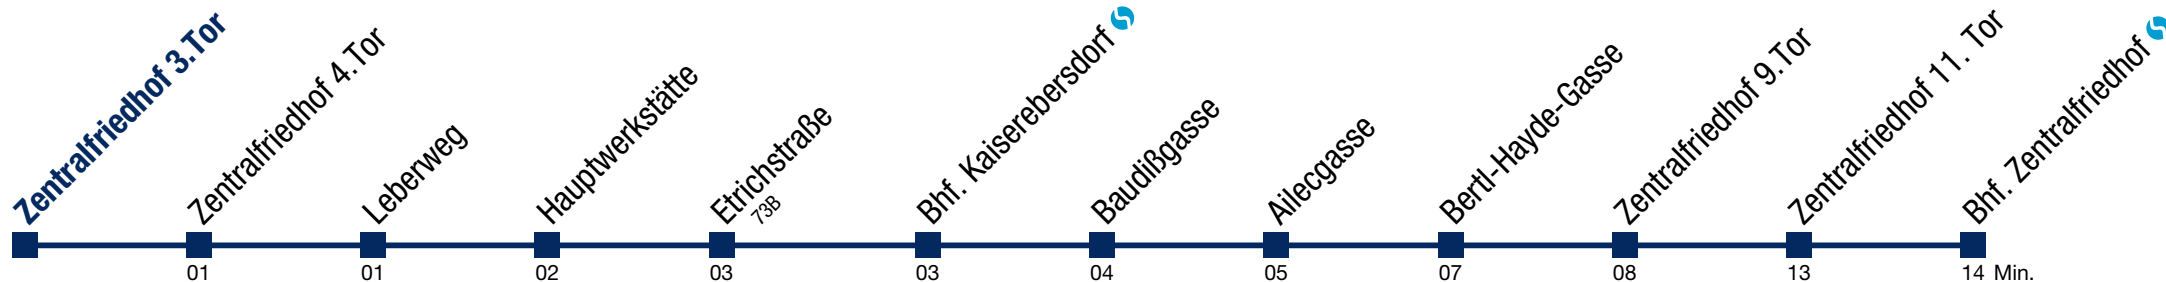 Zentralfriedhof 3.Tor
Zentralfriedhof 4.Tor
Leberweg
Hauptwerkstätte
Etrichstraße
73B
Bhf. Kaiserebersdorf
Baudißgasse
Ailecgasse
Bertl-Hayde-Gasse
Zentralfriedhof 9.Tor
Zentralfriedhof 11. Tor
Bhf. Zentralfriedhof
01 01 02 03 03 04 05 07 08 13 14 Min.